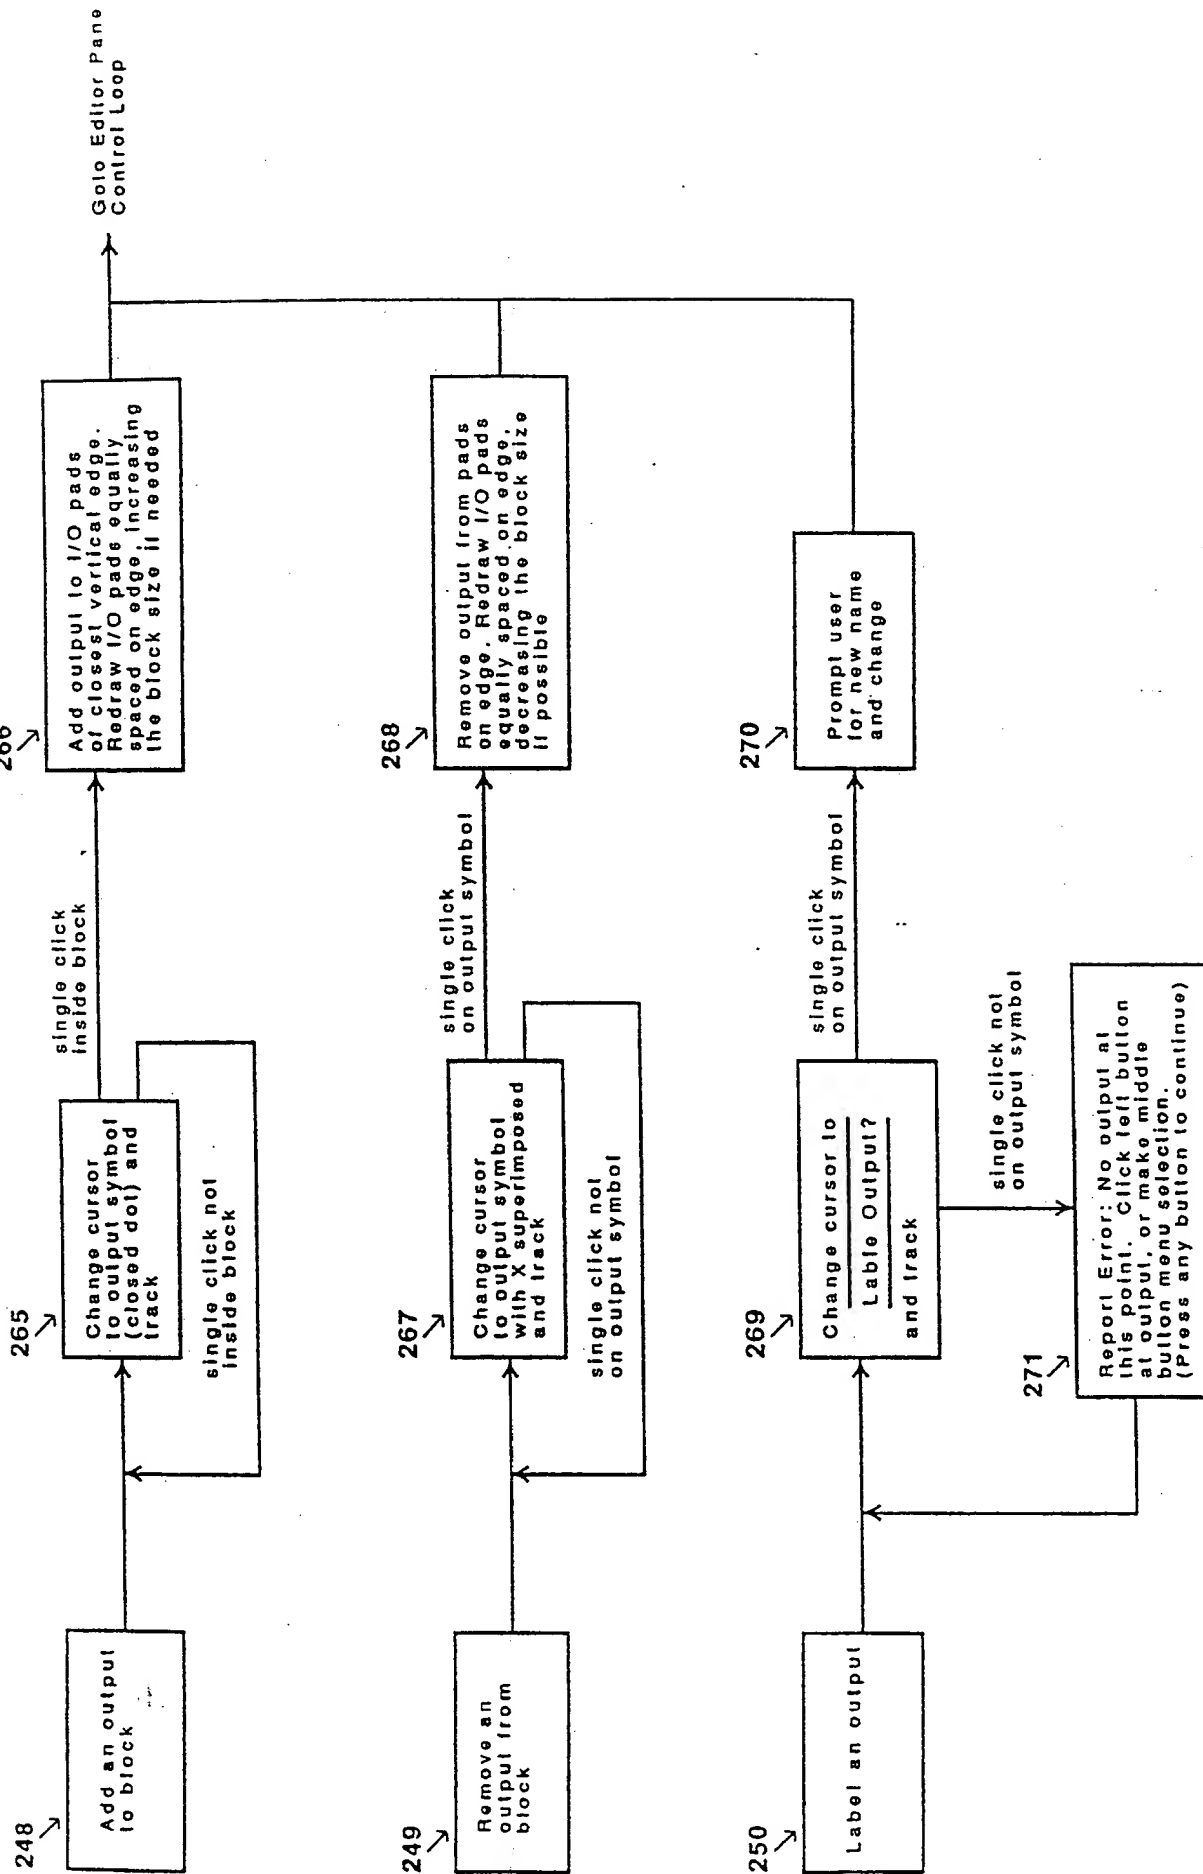 248
Add an output
to block
265
Change cursor
to output symbol
(closed dot) and
track
single click not
inside block
single click
inside block
266
Add output to I/O pads
of closest vertical edge.
Redraw I/O pads equally
spaced on edge, increasing
the block size if needed
Goto Editor Pane
Control Loop
249
Remove an
output from
block
267
Change cursor
to output symbol
with X superimposed
and track
single click not
on output symbol
single click
on output symbol
268
Remove output from pads
on edge. Redraw I/O pads
equally spaced on edge,
decreasing the block size
if possible
250
Label an output
269
Change cursor to
Lable Output?
and track
single click
on output symbol
270
Prompt user
for new name
and change
single click not
on output symbol
271
Report Error: No output at
this point. Click left button
at output, or make middle
button menu selection.
(Press any button to continue)